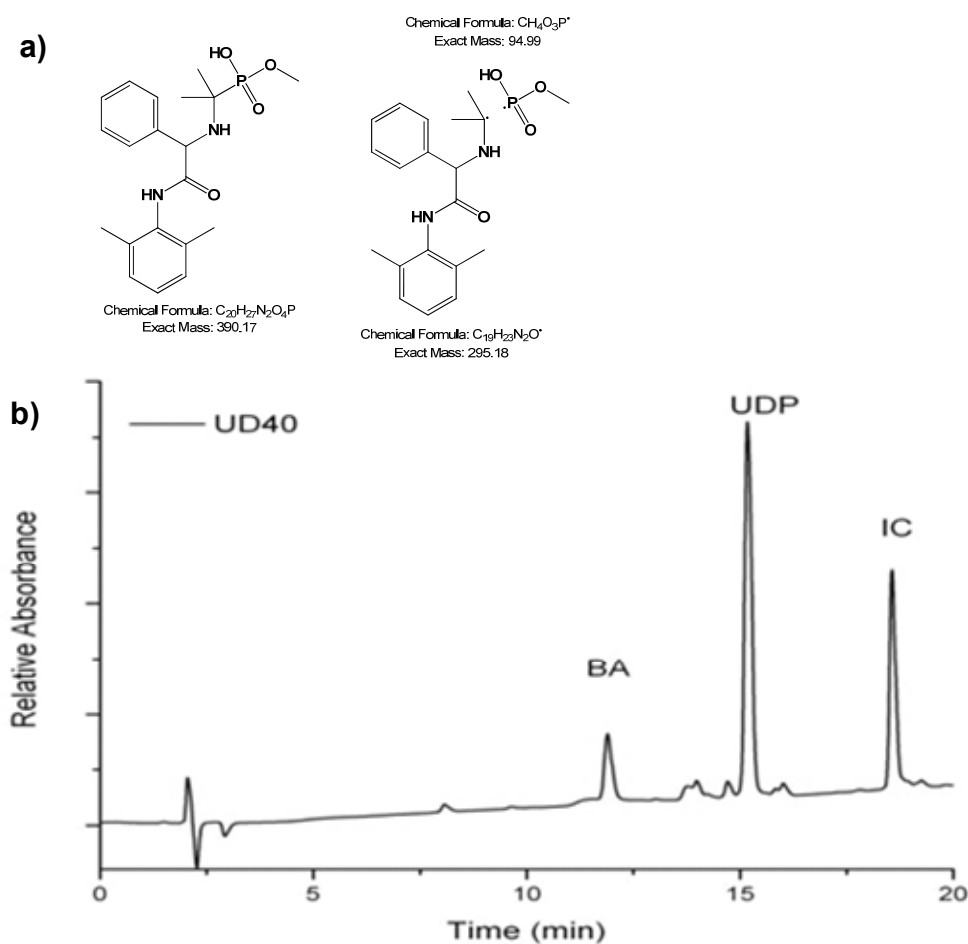 a)
Chemical Formula: CH₄O₃P•
Exact Mass: 94.99
HO
P
O
O
NH
HN
O
Chemical Formula: C₂₀H₂₇N₂O₄P
Exact Mass: 390.17
HO
P
O
O
NH
HN
O
Chemical Formula: C₁₉H₂₃N₂O•
Exact Mass: 295.18
b)
UD40
UDP
IC
BA
Relative Absorbance
0 5 10 15 20
Time (min)